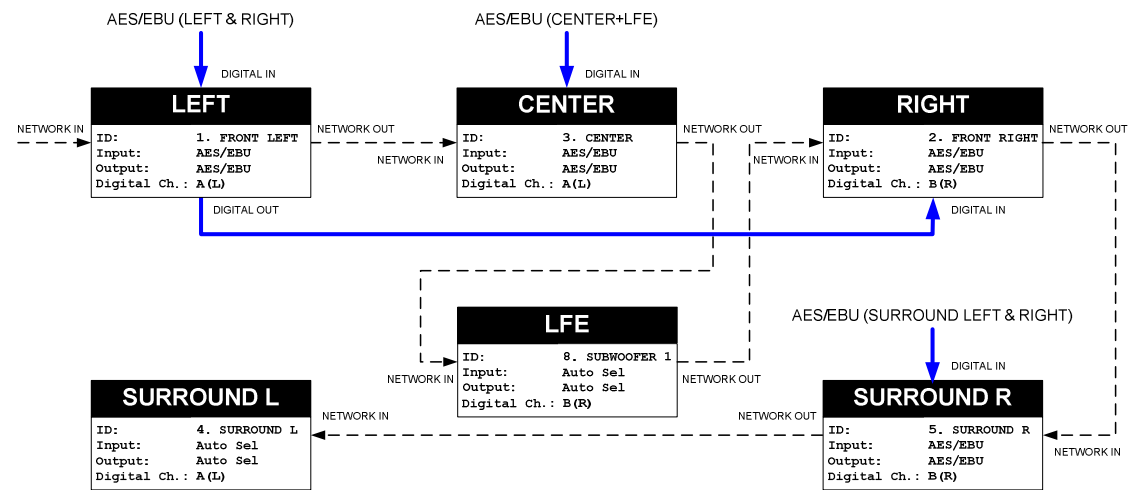 AES/EBU (LEFT & RIGHT)
AES/EBU (CENTER+LFE)
DIGITAL IN
DIGITAL IN
LEFT
CENTER
RIGHT
NETWORK IN
ID: 1. FRONT LEFT
Input: AES/EBU
Output: AES/EBU
Digital Ch.: A(L)
NETWORK OUT
NETWORK IN
ID: 3. CENTER
Input: AES/EBU
Output: AES/EBU
Digital Ch.: A(L)
NETWORK OUT
NETWORK IN
ID: 2. FRONT RIGHT
Input: AES/EBU
Output: AES/EBU
Digital Ch.: B(R)
NETWORK OUT
DIGITAL OUT
DIGITAL IN
LFE
NETWORK IN
ID: 8. SUBWOOFER 1
Input: Auto Sel
Output: Auto Sel
Digital Ch.: B(R)
NETWORK OUT
AES/EBU (SURROUND LEFT & RIGHT)
DIGITAL IN
SURROUND L
ID: 4. SURROUND L
Input: Auto Sel
Output: Auto Sel
Digital Ch.: A(L)
NETWORK IN
NETWORK OUT
SURROUND R
ID: 5. SURROUND R
Input: AES/EBU
Output: AES/EBU
Digital Ch.: B(R)
NETWORK IN